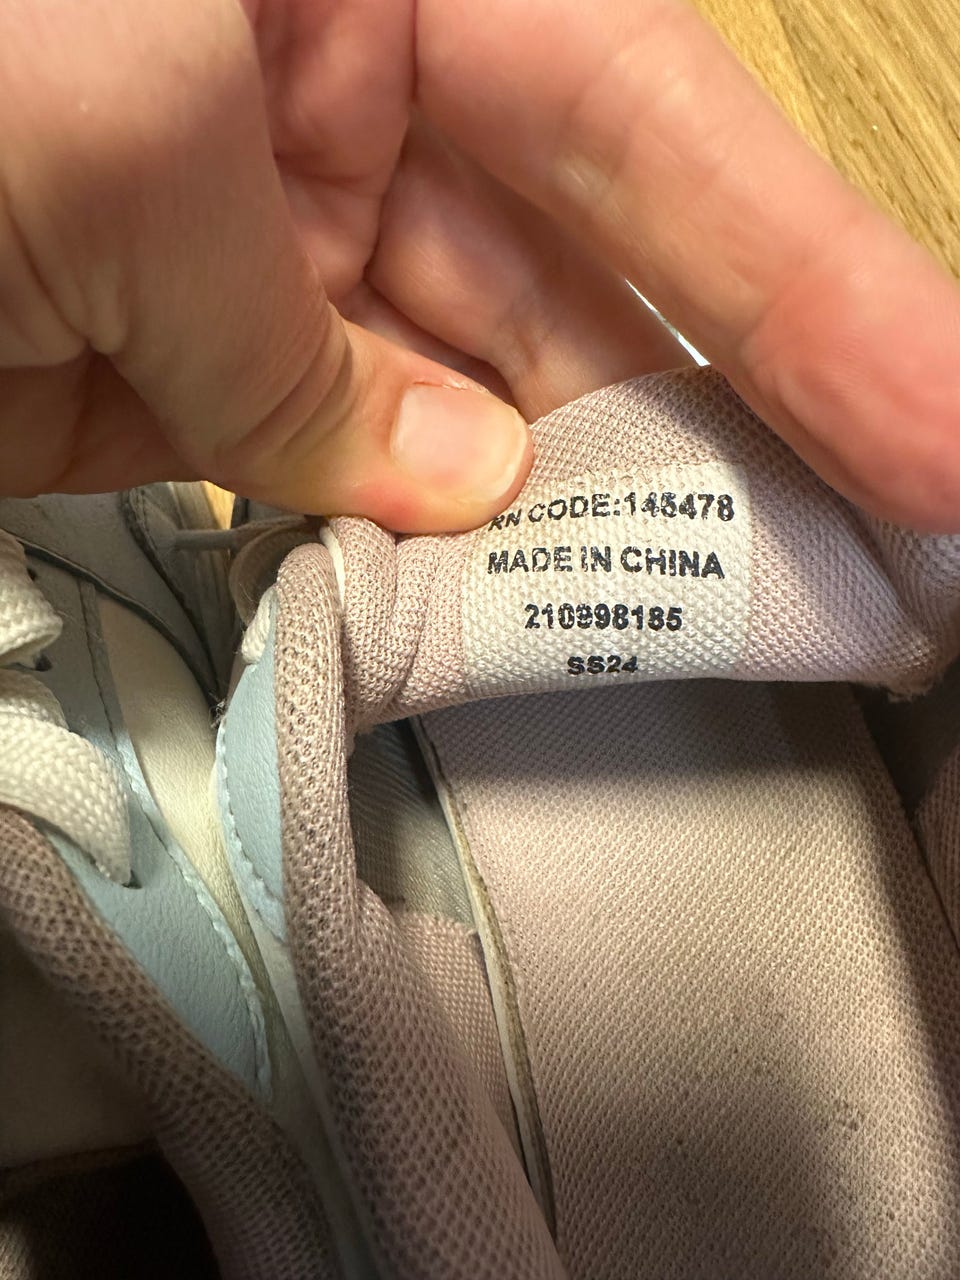 RN CODE:145478
MADE IN CHINA
210998185
SS24